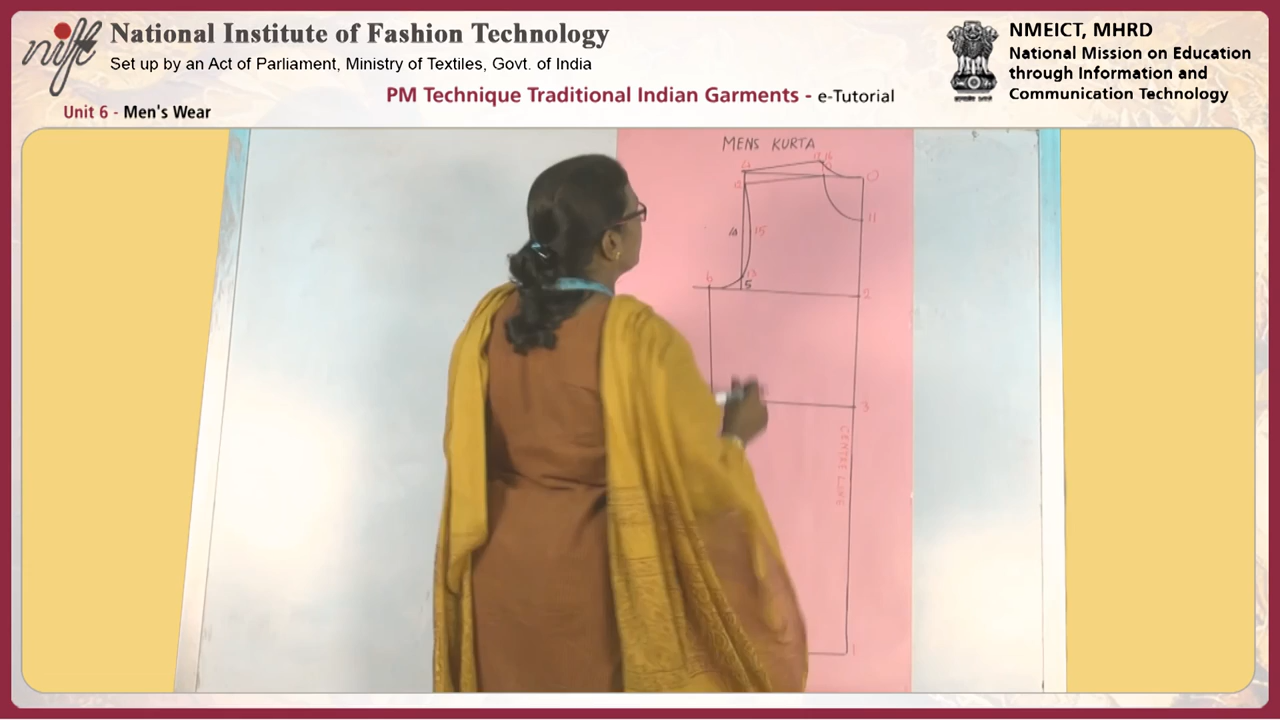 nift
National Institute of Fashion Technology
Set up by an Act of Parliament, Ministry of Textiles, Govt. of India
PM Technique Traditional Indian Garments - e-Tutorial
Unit 6 - Men's Wear
NMEICT, MHRD
National Mission on Education
through Information and
Communication Technology
MENS KURTA
0
11
15
13
6
5
2
3
CENTRE LINE
1